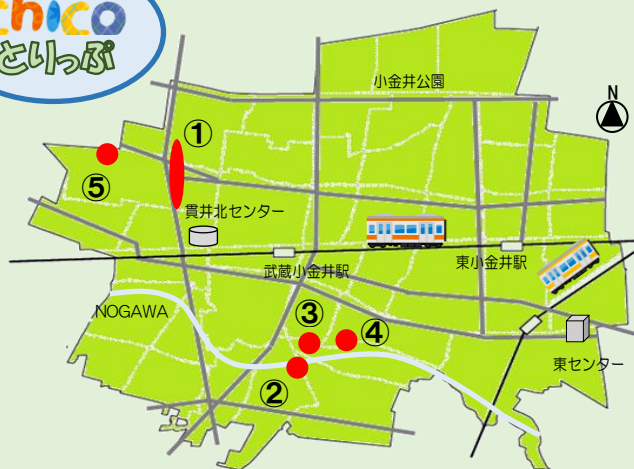 chico
とりっぷ
小金井公園
N
①
⑤
貫井北センター
武蔵小金井駅
東小金井駅
NOGAWA
③
④
②
東センター